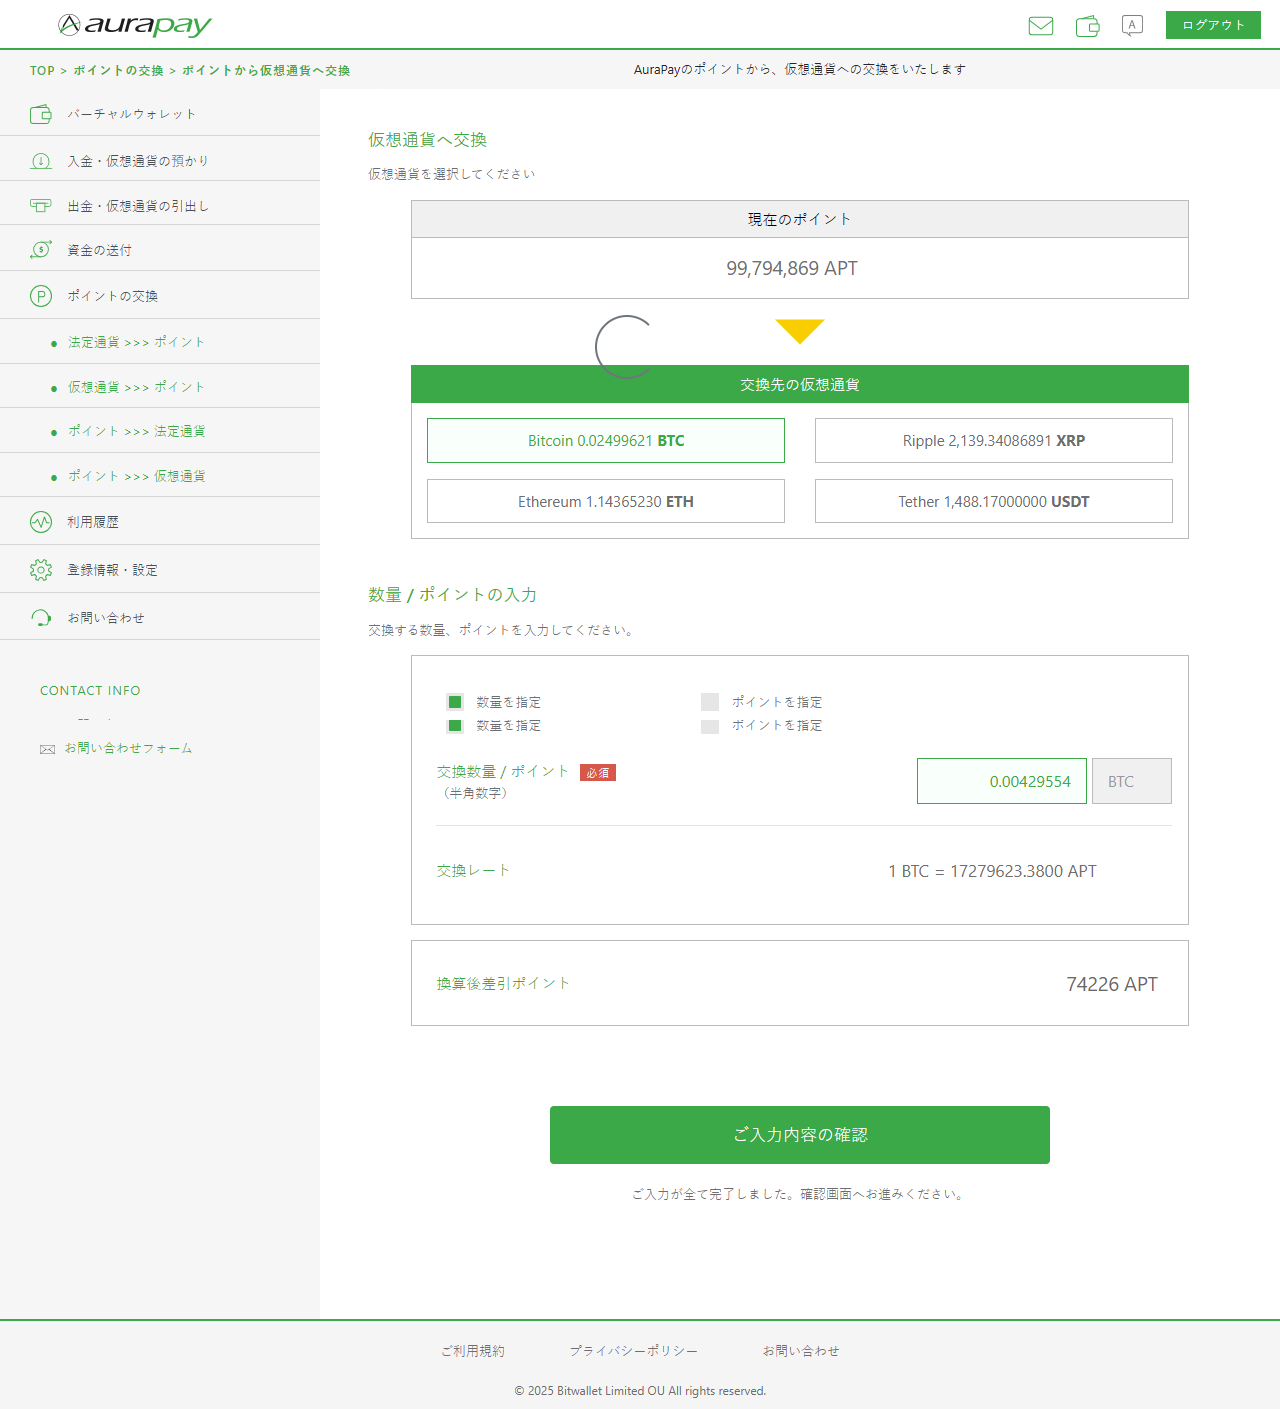 aurapay
A
ログアウト
TOP > ポイントの交換 > ポイントから仮想通貨へ交換
AuraPayのポイントから、仮想通貨への交換をいたします
バーチャルウォレット
入金・仮想通貨の預かり
出金・仮想通貨の引出し
資金の送付
ポイントの交換
法定通貨 >>> ポイント
仮想通貨 >>> ポイント
ポイント >>> 法定通貨
ポイント >>> 仮想通貨
利用履歴
登録情報・設定
お問い合わせ
CONTACT INFO
お問い合わせフォーム
仮想通貨へ交換
仮想通貨を選択してください
現在のポイント
99,794,869 APT
交換先の仮想通貨
Bitcoin 0.02499621 BTC
Ripple 2,139.34086891 XRP
Ethereum 1.14365230 ETH
Tether 1,488.17000000 USDT
数量 / ポイントの入力
交換する数量、ポイントを入力してください。
数量を指定
ポイントを指定
数量を指定
ポイントを指定
交換数量 / ポイント 必須
（半角数字）
0.00429554
BTC
交換レート
1 BTC = 17279623.3800 APT
換算後差引ポイント
74226 APT
ご入力内容の確認
ご入力が全て完了しました。確認画面へお進みください。
ご利用規約
プライバシーポリシー
お問い合わせ
© 2025 Bitwallet Limited OU All rights reserved.